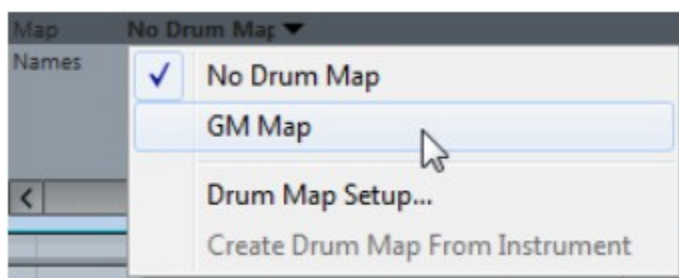 Map No Drum Map
Names
No Drum Map
GM Map
Drum Map Setup...
Create Drum Map From Instrument